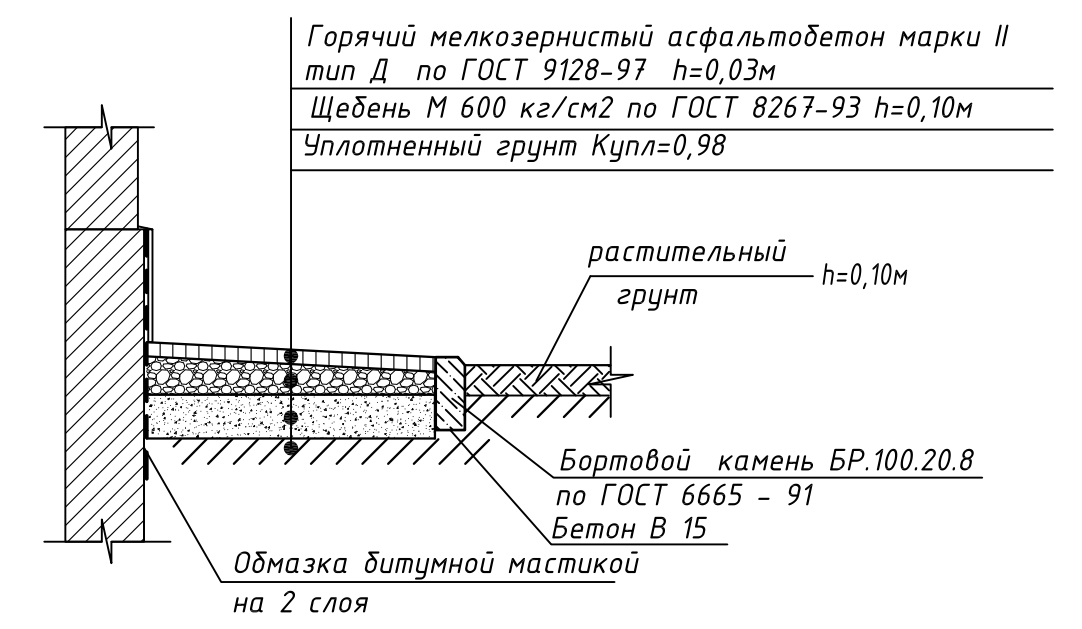 Горячий мелкозернистый асфальтобетон марки II
тип Д по ГОСТ 9128-97 h=0,03м
Щебень М 600 кг/см2 по ГОСТ 8267-93 h=0,10м
Уплотненный грунт Купл=0,98
растительный
h=0,10м
грунт
Бортовой камень БР.100.20.8
по ГОСТ 6665 - 91
Бетон В 15
Обмазка битумной мастикой
на 2 слоя